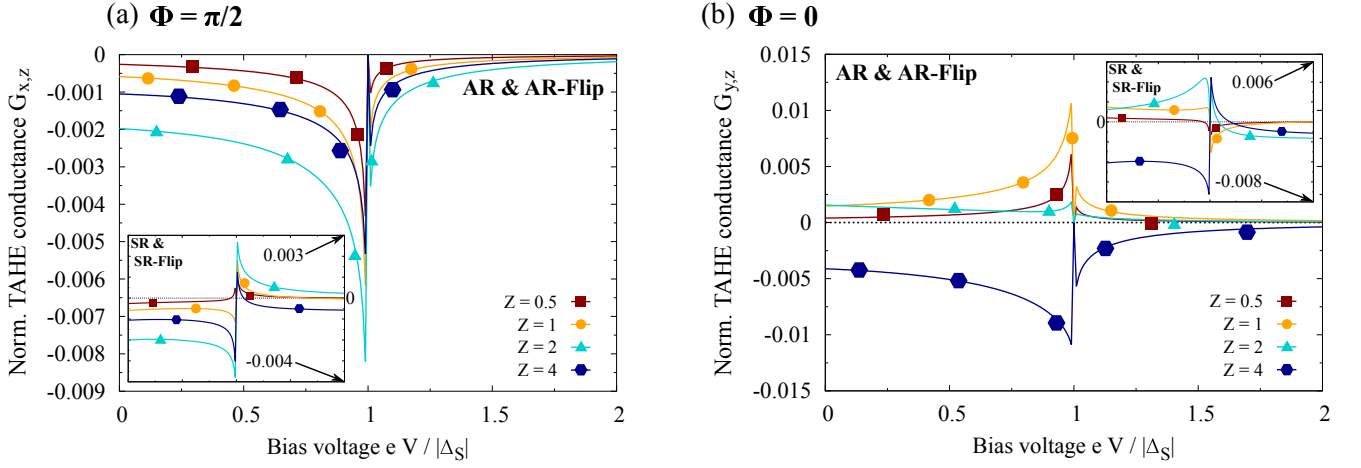 (a) Φ = π/2
Norm. TAHE conductance G_{x,z}
0
-0.001
-0.002
-0.003
-0.004
-0.005
-0.006
-0.007
-0.008
-0.009
AR & AR-Flip
SR &
SR-Flip
0.003
0
-0.004
Z = 0.5
Z = 1
Z = 2
Z = 4
0
0.5
1
1.5
2
Bias voltage e V / |Δ_S|
(b) Φ = 0
Norm. TAHE conductance G_{y,z}
0.015
0.01
0.005
0
-0.005
-0.01
-0.015
AR & AR-Flip
SR &
SR-Flip
0.006
0
-0.008
Z = 0.5
Z = 1
Z = 2
Z = 4
0
0.5
1
1.5
2
Bias voltage e V / |Δ_S|